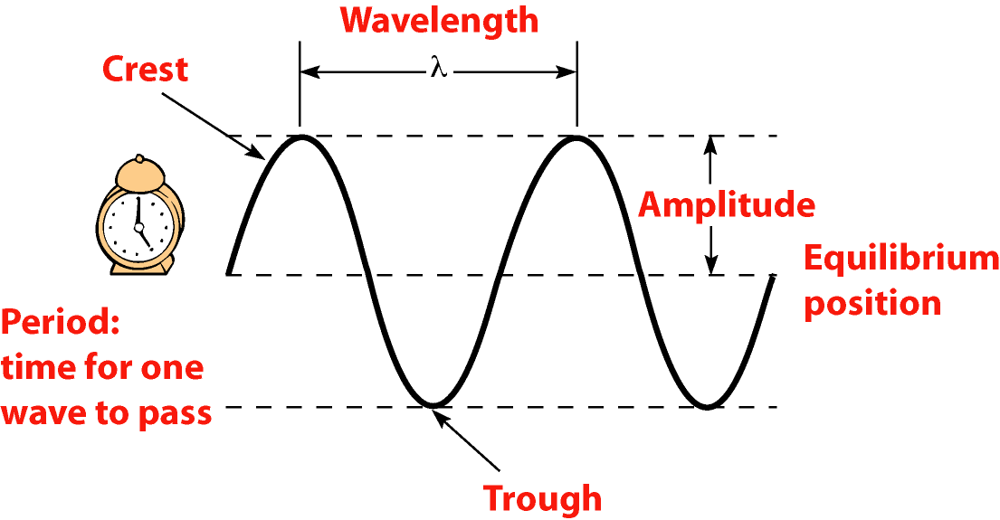 Wavelength
λ
Crest
Amplitude
Equilibrium
position
Period:
time for one
wave to pass
Trough